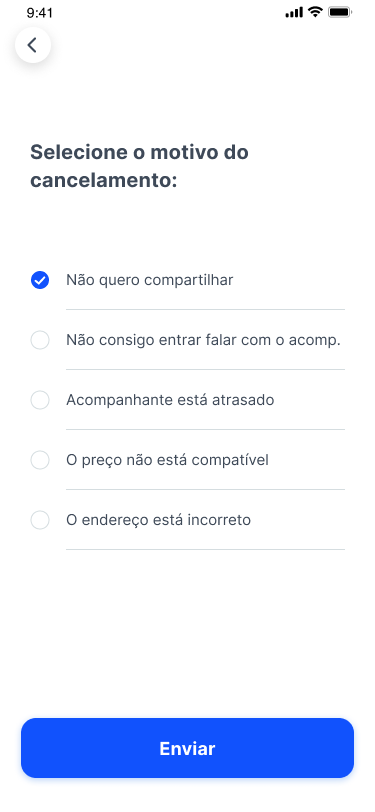 9:41
Selecione o motivo do
cancelamento:
Não quero compartilhar
Não consigo entrar falar com o acomp.
Acompanhante está atrasado
O preço não está compatível
O endereço está incorreto
Enviar